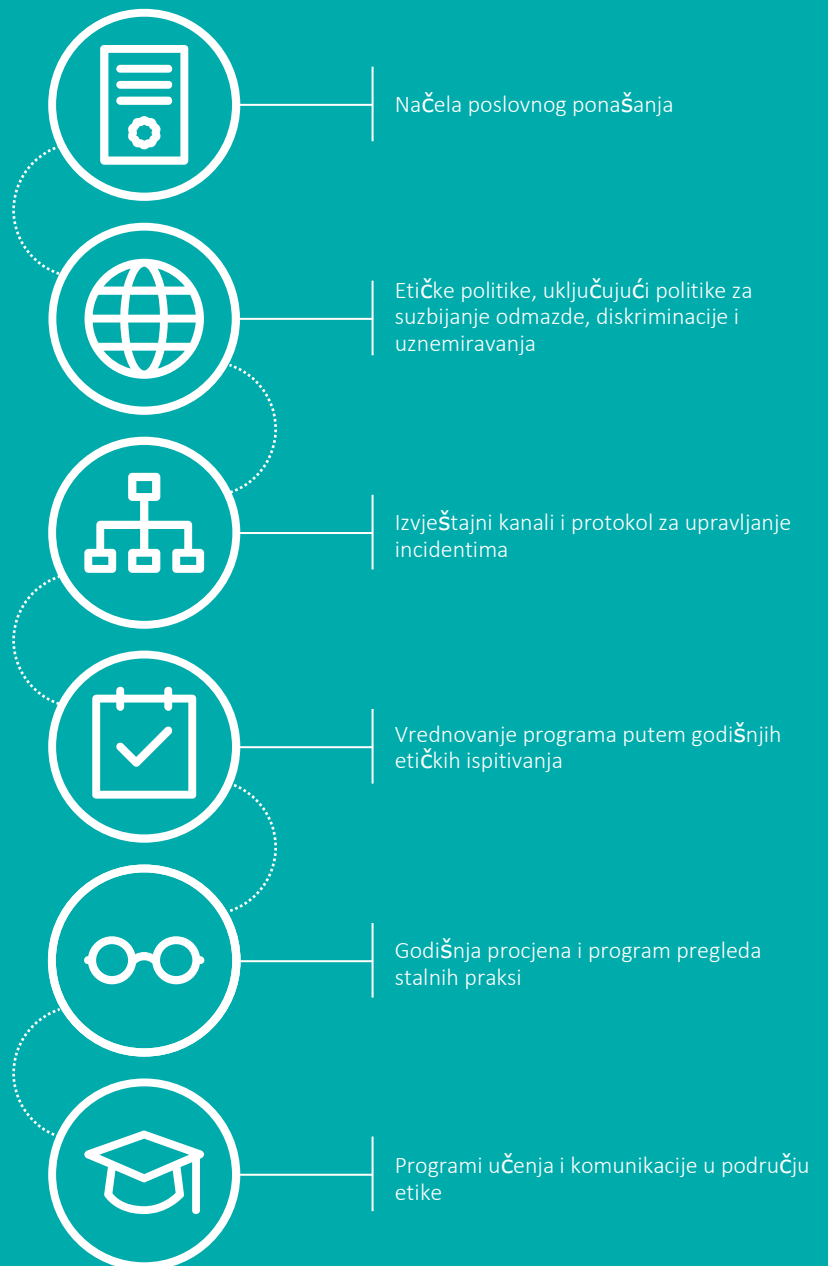 Načela poslovnog ponašanja
Etičke politike, uključujući politike za
suzbijanje odmazde, diskriminacije i
uznemiravanja
Izvještajni kanali i protokol za upravljanje
incidentima
Vrednovanje programa putem godišnjih
etičkih ispitivanja
Godišnja procjena i program pregleda
stalnih praksi
Programi učenja i komunikacije u području
etike